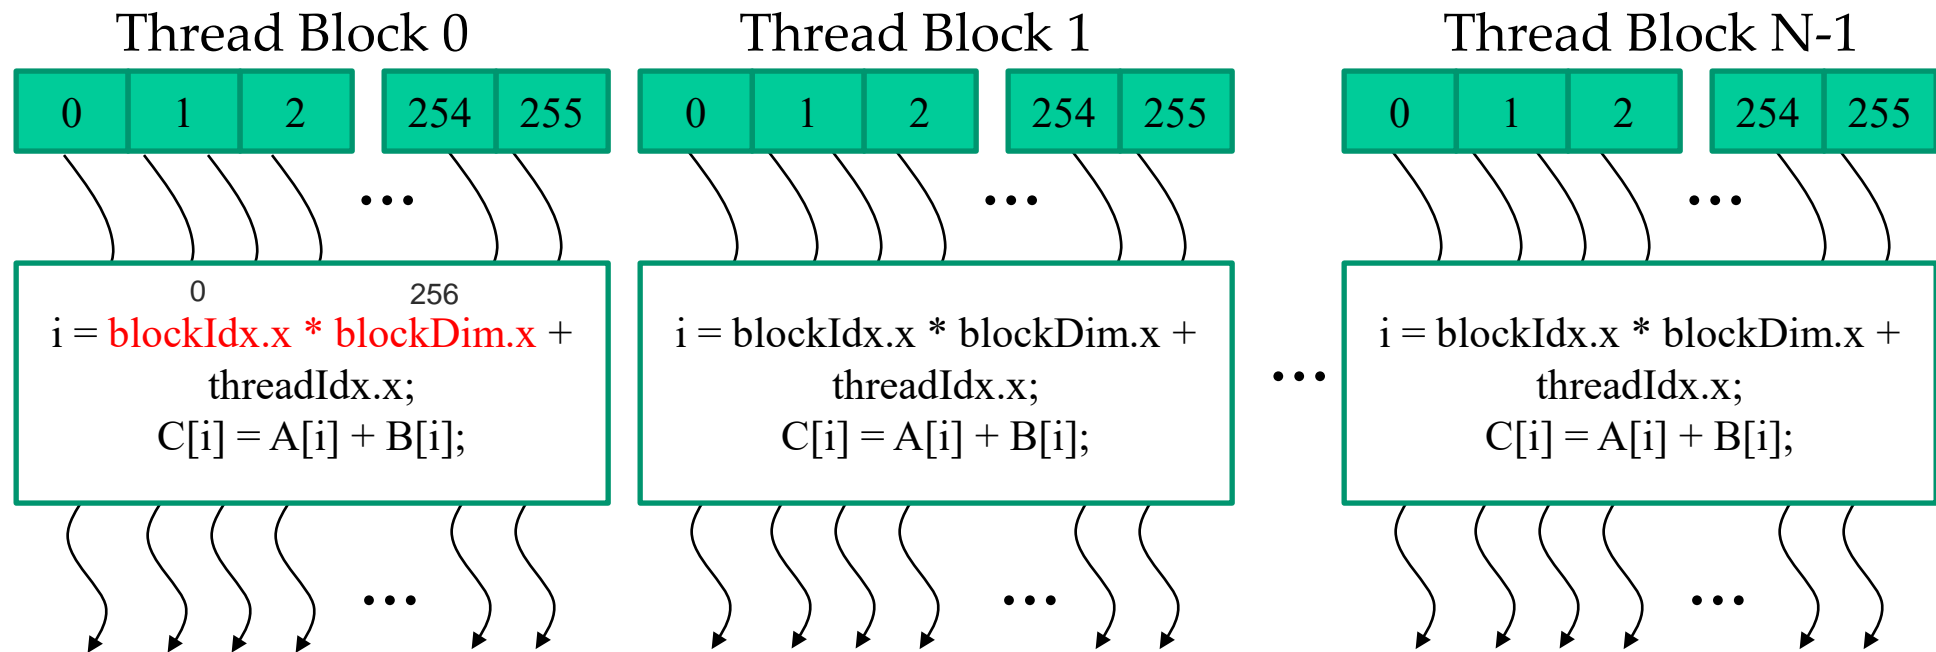 Thread Block 0
0 1 2 254 255
...
0 256
i = blockIdx.x * blockDim.x +
threadIdx.x;
C[i] = A[i] + B[i];
...
Thread Block 1
0 1 2 254 255
...
i = blockIdx.x * blockDim.x +
threadIdx.x;
C[i] = A[i] + B[i];
...
...
Thread Block N-1
0 1 2 254 255
...
i = blockIdx.x * blockDim.x +
threadIdx.x;
C[i] = A[i] + B[i];
...